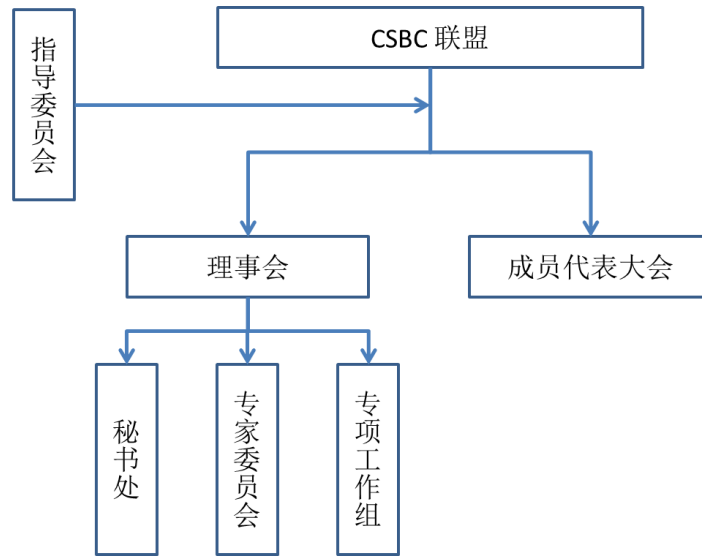 CSBC 联盟
指导委员会
理事会
成员代表大会
秘书处
专家委员会
专项工作组